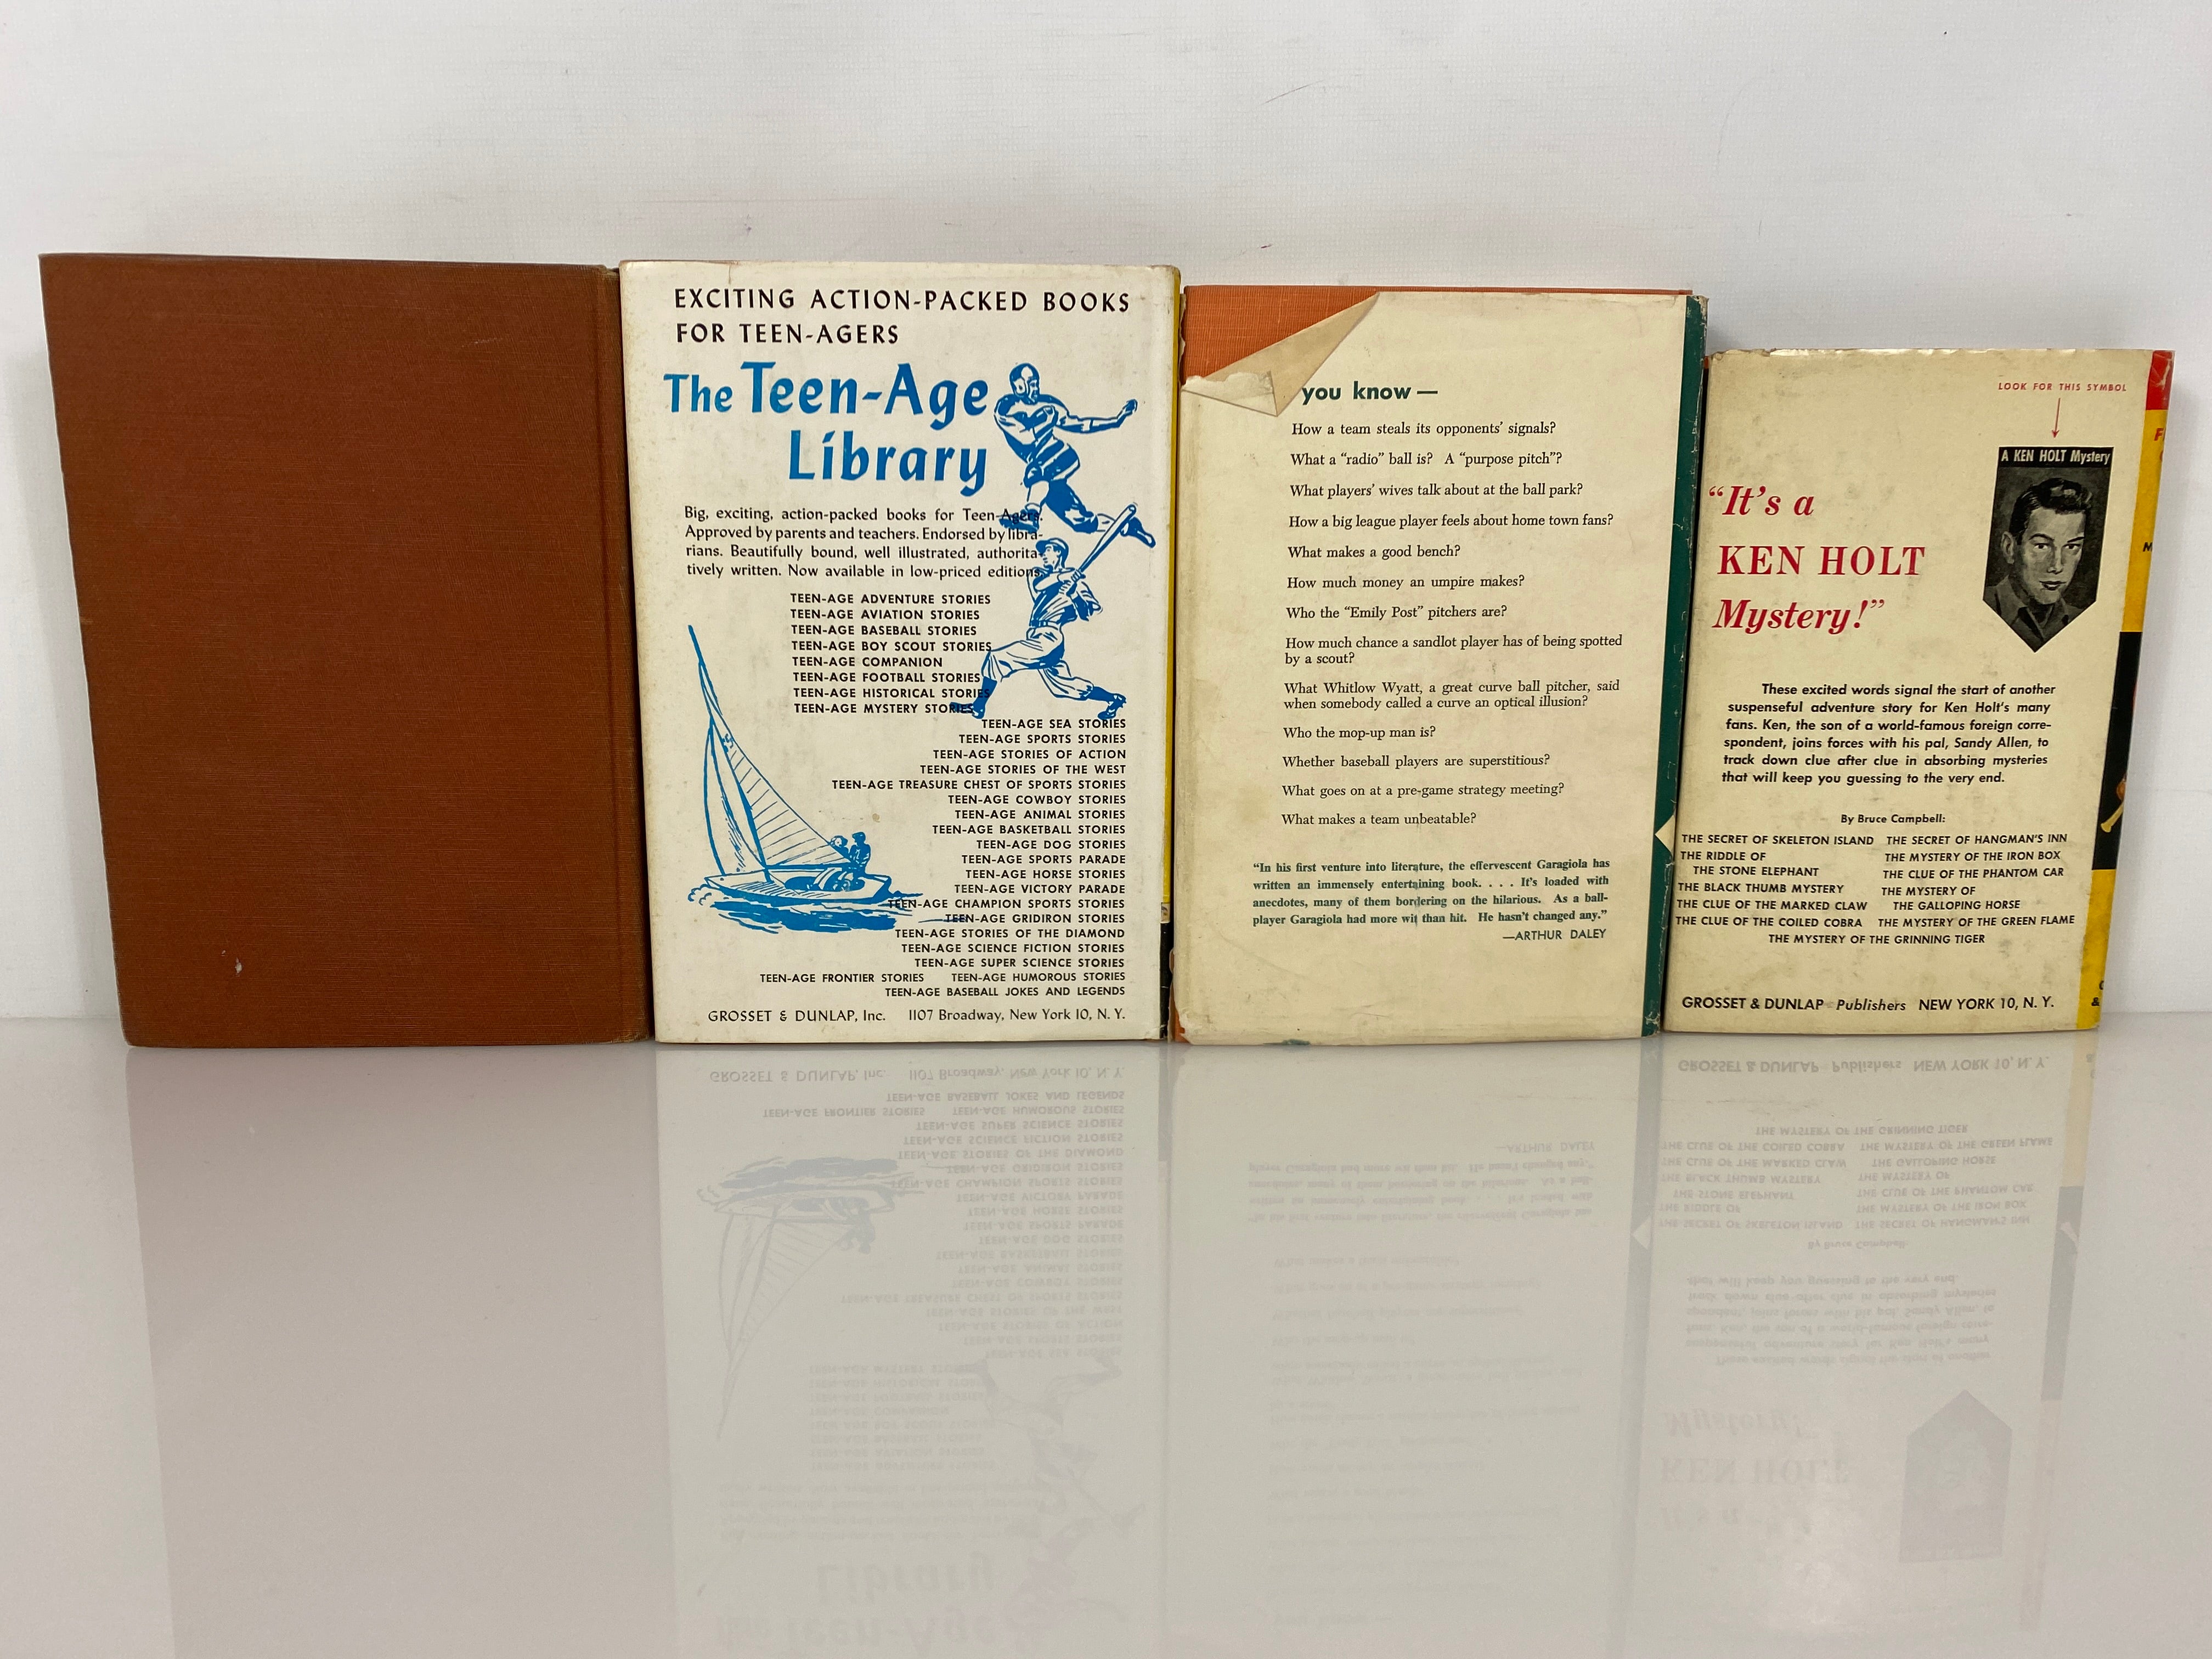 EXCITING ACTION-PACKED BOOKS
FOR TEEN-AGERS
The Teen-Age
Library
Big, exciting, action-packed books for Teen-Agers.
Approved by parents and teachers. Endorsed by libra-
rians. Beautifully bound, well illustrated, authorita-
tively written. Now available in low-priced editions.
TEEN-AGE ADVENTURE STORIES
TEEN-AGE AVIATION STORIES
TEEN-AGE BASEBALL STORIES
TEEN-AGE BOY SCOUT STORIES
TEEN-AGE COMPANION
TEEN-AGE FOOTBALL STORIES
TEEN-AGE HISTORICAL STORIES
TEEN-AGE MYSTERY STORIES
TEEN-AGE SEA STORIES
TEEN-AGE SPORTS STORIES
TEEN-AGE STORIES OF ACTION
TEEN-AGE STORIES OF THE WEST
TEEN-AGE TREASURE CHEST OF SPORTS STORIES
TEEN-AGE COWBOY STORIES
TEEN-AGE ANIMAL STORIES
TEEN-AGE BASKETBALL STORIES
TEEN-AGE DOG STORIES
TEEN-AGE SPORTS PARADE
TEEN-AGE HORSE STORIES
TEEN-AGE VICTORY PARADE
TEEN-AGE CHAMPION SPORTS STORIES
TEEN-AGE GRIDIRON STORIES
TEEN-AGE STORIES OF THE DIAMOND
TEEN-AGE SCIENCE FICTION STORIES
TEEN-AGE SUPER SCIENCE STORIES
TEEN-AGE FRONTIER STORIES TEEN-AGE HUMOROUS STORIES
TEEN-AGE BASEBALL JOKES AND LEGENDS
GROSSET & DUNLAP, Inc. 1107 Broadway, New York 10, N. Y.
you know—
How a team steals its opponents' signals?
What a "radio" ball is? A "purpose pitch"?
What players' wives talk about at the ball park?
How a big league player feels about home town fans?
What makes a good bench?
How much money an umpire makes?
Who the "Emily Post" pitchers are?
How much chance a sandlot player has of being spotted
by a scout?
What Whitlow Wyatt, a great curve ball pitcher, said
when somebody called a curve an optical illusion?
Who the mop-up man is?
Whether baseball players are superstitious?
What goes on at a pre-game strategy meeting?
What makes a team unbeatable?
"In his first venture into literature, the effervescent Garagiola has
written an immensely entertaining book. . . . It's loaded with
anecdotes, many of them bordering on the hilarious. As a ball-
player Garagiola had more wit than hit. He hasn't changed any."
—ARTHUR DALEY
LOOK FOR THIS SYMBOL
A KEN HOLT Mystery
"It's a
KEN HOLT
Mystery!"
These excited words signal the start of another
suspenseful adventure story for Ken Holt's many
fans. Ken, the son of a world-famous foreign corre-
spondent, joins forces with his pal, Sandy Allen, to
track down clue after clue in absorbing mysteries
that will keep you guessing to the very end.
By Bruce Campbell:
THE SECRET OF SKELETON ISLAND THE SECRET OF HANGMAN'S INN
THE RIDDLE OF THE MYSTERY OF THE IRON BOX
THE STONE ELEPHANT THE CLUE OF THE PHANTOM CAR
THE BLACK THUMB MYSTERY THE MYSTERY OF
THE CLUE OF THE MARKED CLAW THE GALLOPING HORSE
THE CLUE OF THE COILED COBRA THE MYSTERY OF THE GREEN FLAME
THE MYSTERY OF THE GRINNING TIGER
GROSSET & DUNLAP Publishers NEW YORK 10, N. Y.